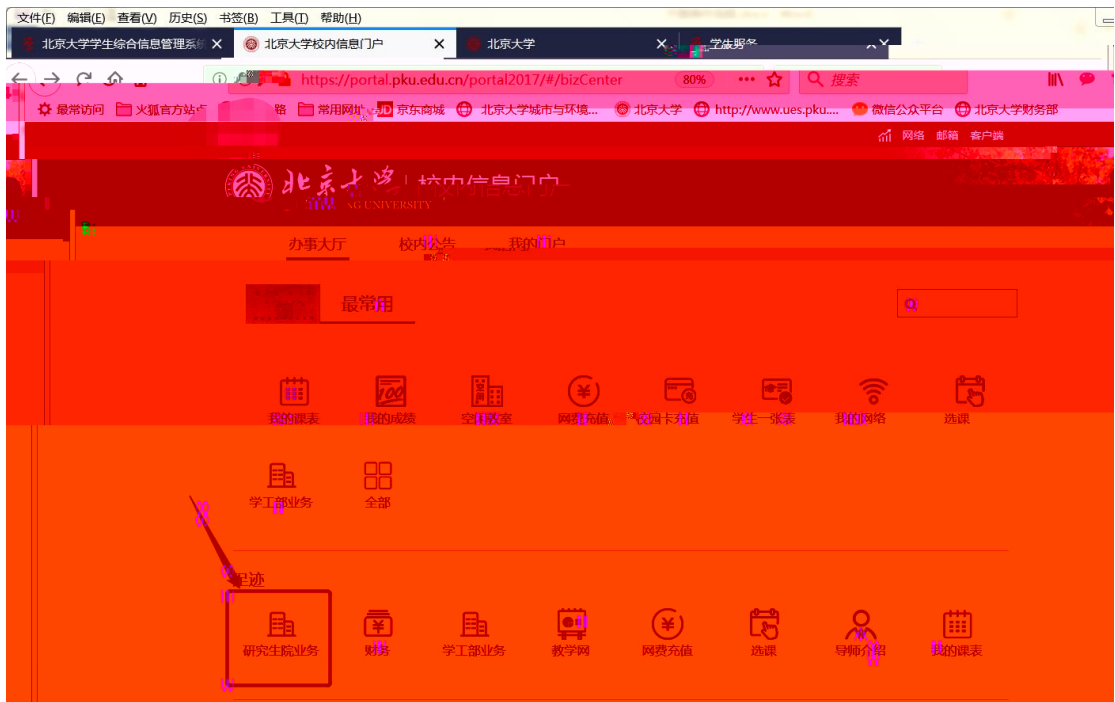 文件(F) 编辑(E) 查看(V) 历史(S) 书签(B) 工具(T) 帮助(H)
北京大学学生综合信息管理系统 北京大学校内信息门户 北京大学
https://portal.pku.edu.cn/portal2017/#/bizCenter 80% 搜索
最常访问 火狐官方站点 常用网址 JD 京东商城 北京大学城市与环境... 北京大学 http://www.ues.pku.... 微信公众平台 北京大学财务部
网络 邮箱 客户端
北京大学 校内信息门户
UNIVERSITY
办事大厅 校内公告 我的门户
最常用
我的课表 我的成绩 空闲教室 网费充值 校园卡充值 学生一张表 我的网络 选课
学工部业务 全部
足迹
研究生院业务 财务 学工部业务 教学网 网费充值 选课 导师介绍 我的课表